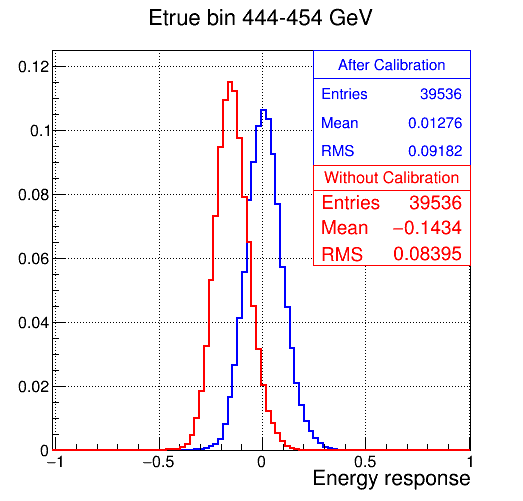 Etrue bin 444-454 GeV
0.12
0.1
0.08
0.06
0.04
0.02
0
After Calibration
Entries 39536
Mean 0.01276
RMS 0.09182
Without Calibration
Entries 39536
Mean −0.1434
RMS 0.08395
−1 −0.5 0 0.5 1
Energy response